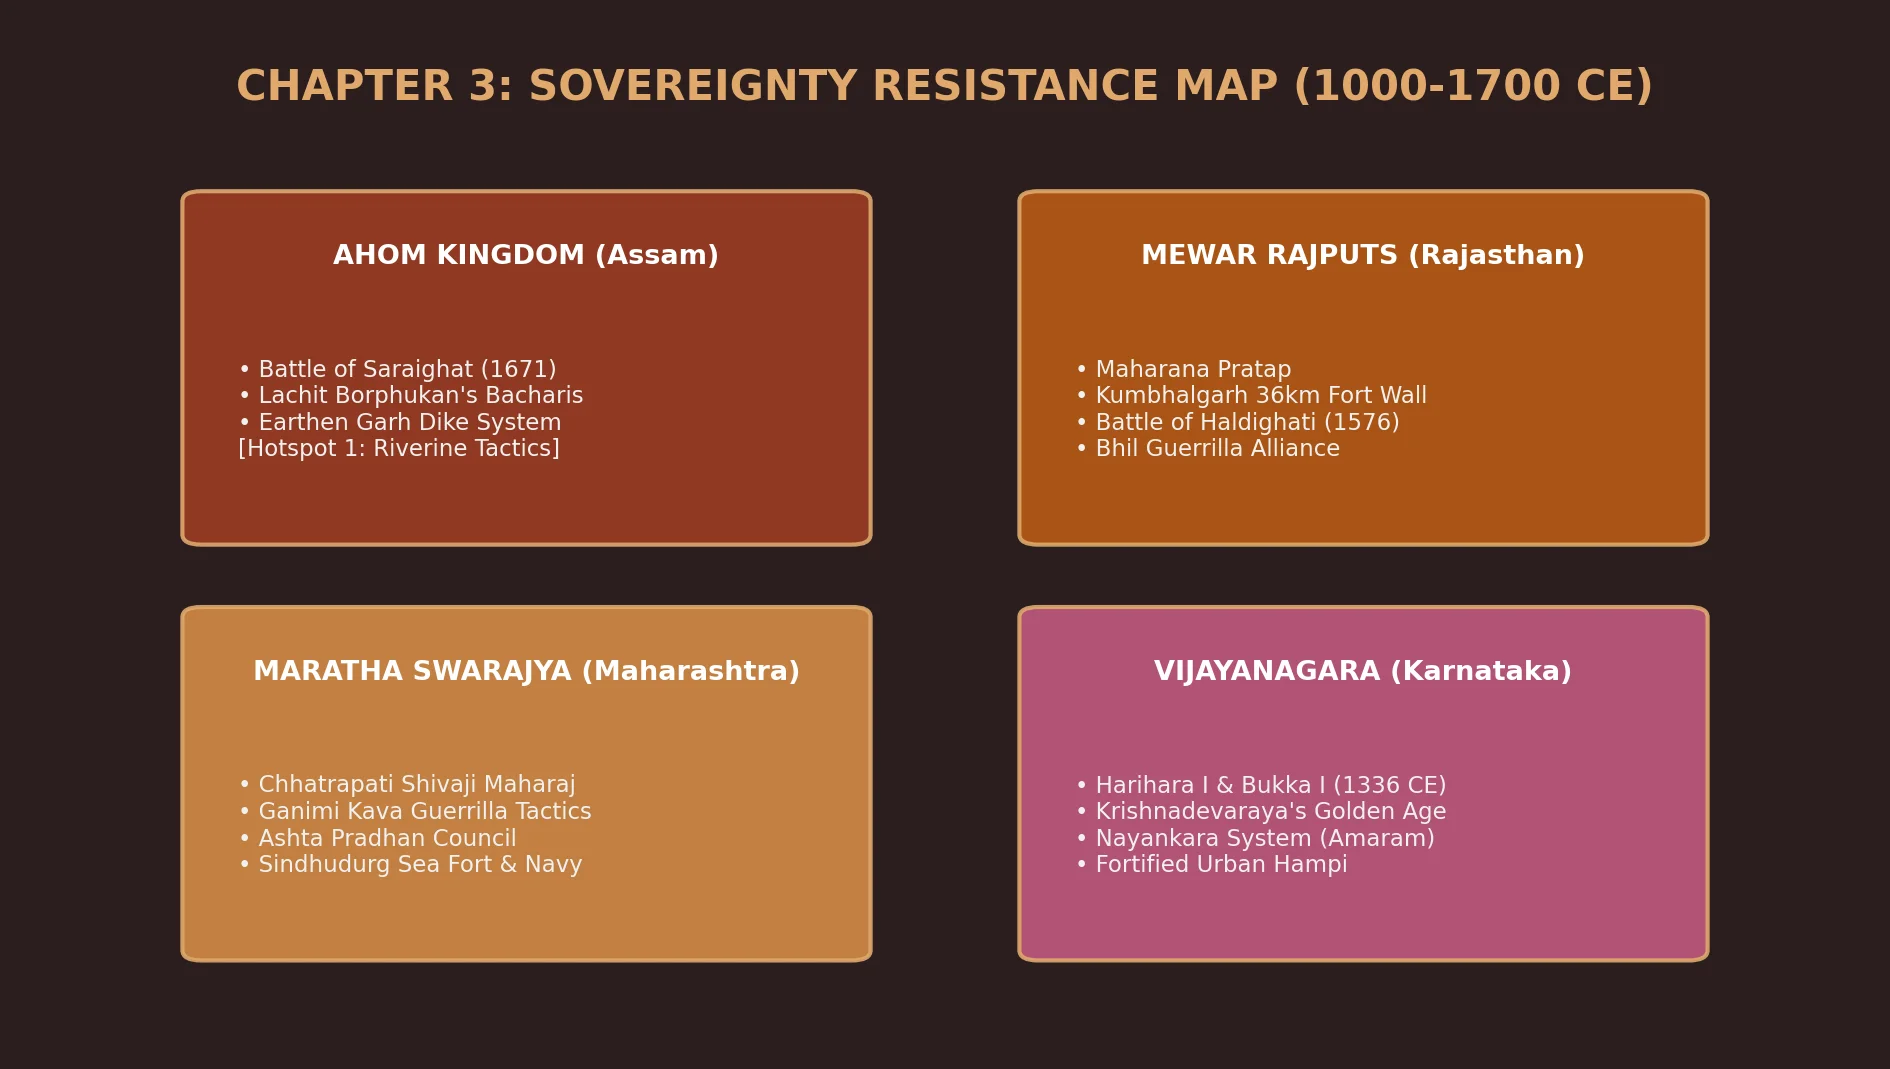 CHAPTER 3: SOVEREIGNTY RESISTANCE MAP (1000-1700 CE)
AHOM KINGDOM (Assam)
• Battle of Saraighat (1671)
• Lachit Borphukan's Bacharis
• Earthen Garh Dike System
[Hotspot 1: Riverine Tactics]
MEWAR RAJPUTS (Rajasthan)
• Maharana Pratap
• Kumbhalgarh 36km Fort Wall
• Battle of Haldighati (1576)
• Bhil Guerrilla Alliance
MARATHA SWARAJYA (Maharashtra)
• Chhatrapati Shivaji Maharaj
• Ganimi Kava Guerrilla Tactics
• Ashta Pradhan Council
• Sindhudurg Sea Fort & Navy
VIJAYANAGARA (Karnataka)
• Harihara I & Bukka I (1336 CE)
• Krishnadevaraya's Golden Age
• Nayankara System (Amaram)
• Fortified Urban Hampi